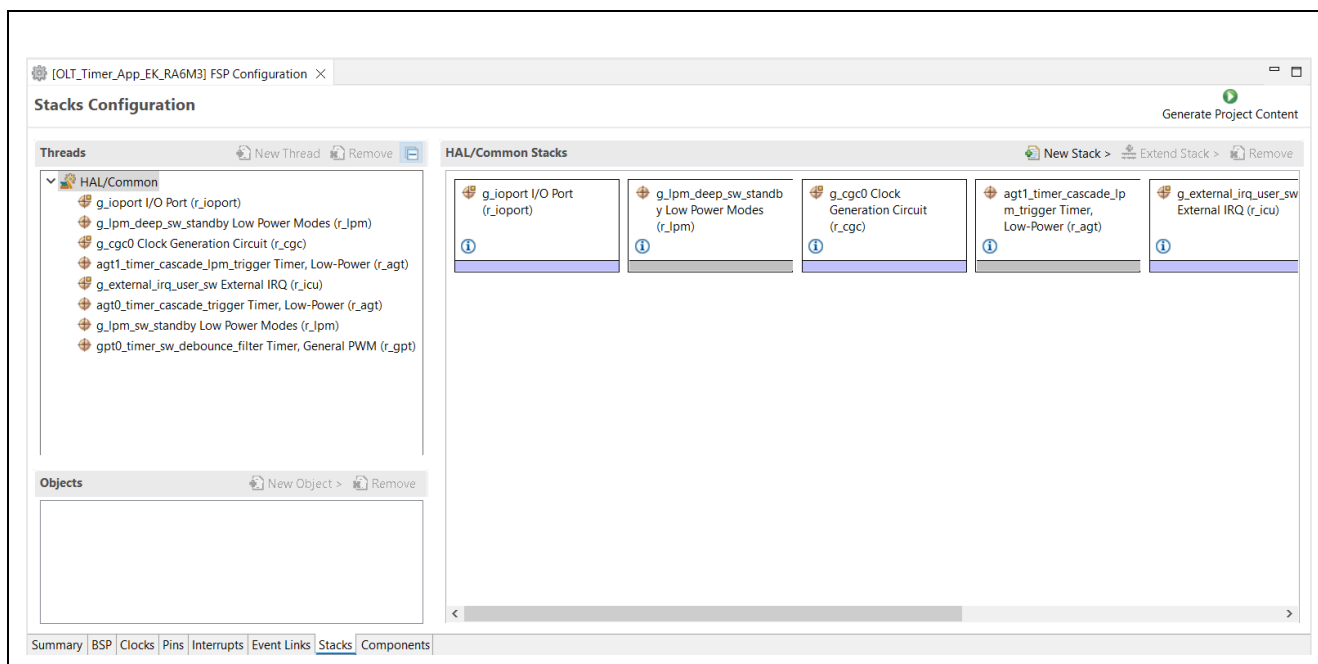 [OLT_Timer_App_EK_RA6M3] FSP Configuration
Stacks Configuration
Generate Project Content
Threads
New Thread
Remove
HAL/Common
g_ioport I/O Port (r_ioport)
g_lpm_deep_sw_standby Low Power Modes (r_lpm)
g_cgc0 Clock Generation Circuit (r_cgc)
agt1_timer_cascade_lpm_trigger Timer, Low-Power (r_agt)
g_external_irq_user_sw External IRQ (r_icu)
agt0_timer_cascade_trigger Timer, Low-Power (r_agt)
g_lpm_sw_standby Low Power Modes (r_lpm)
gpt0_timer_sw_debounce_filter Timer, General PWM (r_gpt)
Objects
New Object >
Remove
HAL/Common Stacks
New Stack >
Extend Stack >
Remove
g_ioport I/O Port
(r_ioport)
g_lpm_deep_sw_standb
y Low Power Modes
(r_lpm)
g_cgc0 Clock
Generation Circuit
(r_cgc)
agt1_timer_cascade_lp
m_trigger Timer,
Low-Power (r_agt)
g_external_irq_user_sw
External IRQ (r_icu)
Summary
BSP
Clocks
Pins
Interrupts
Event Links
Stacks
Components